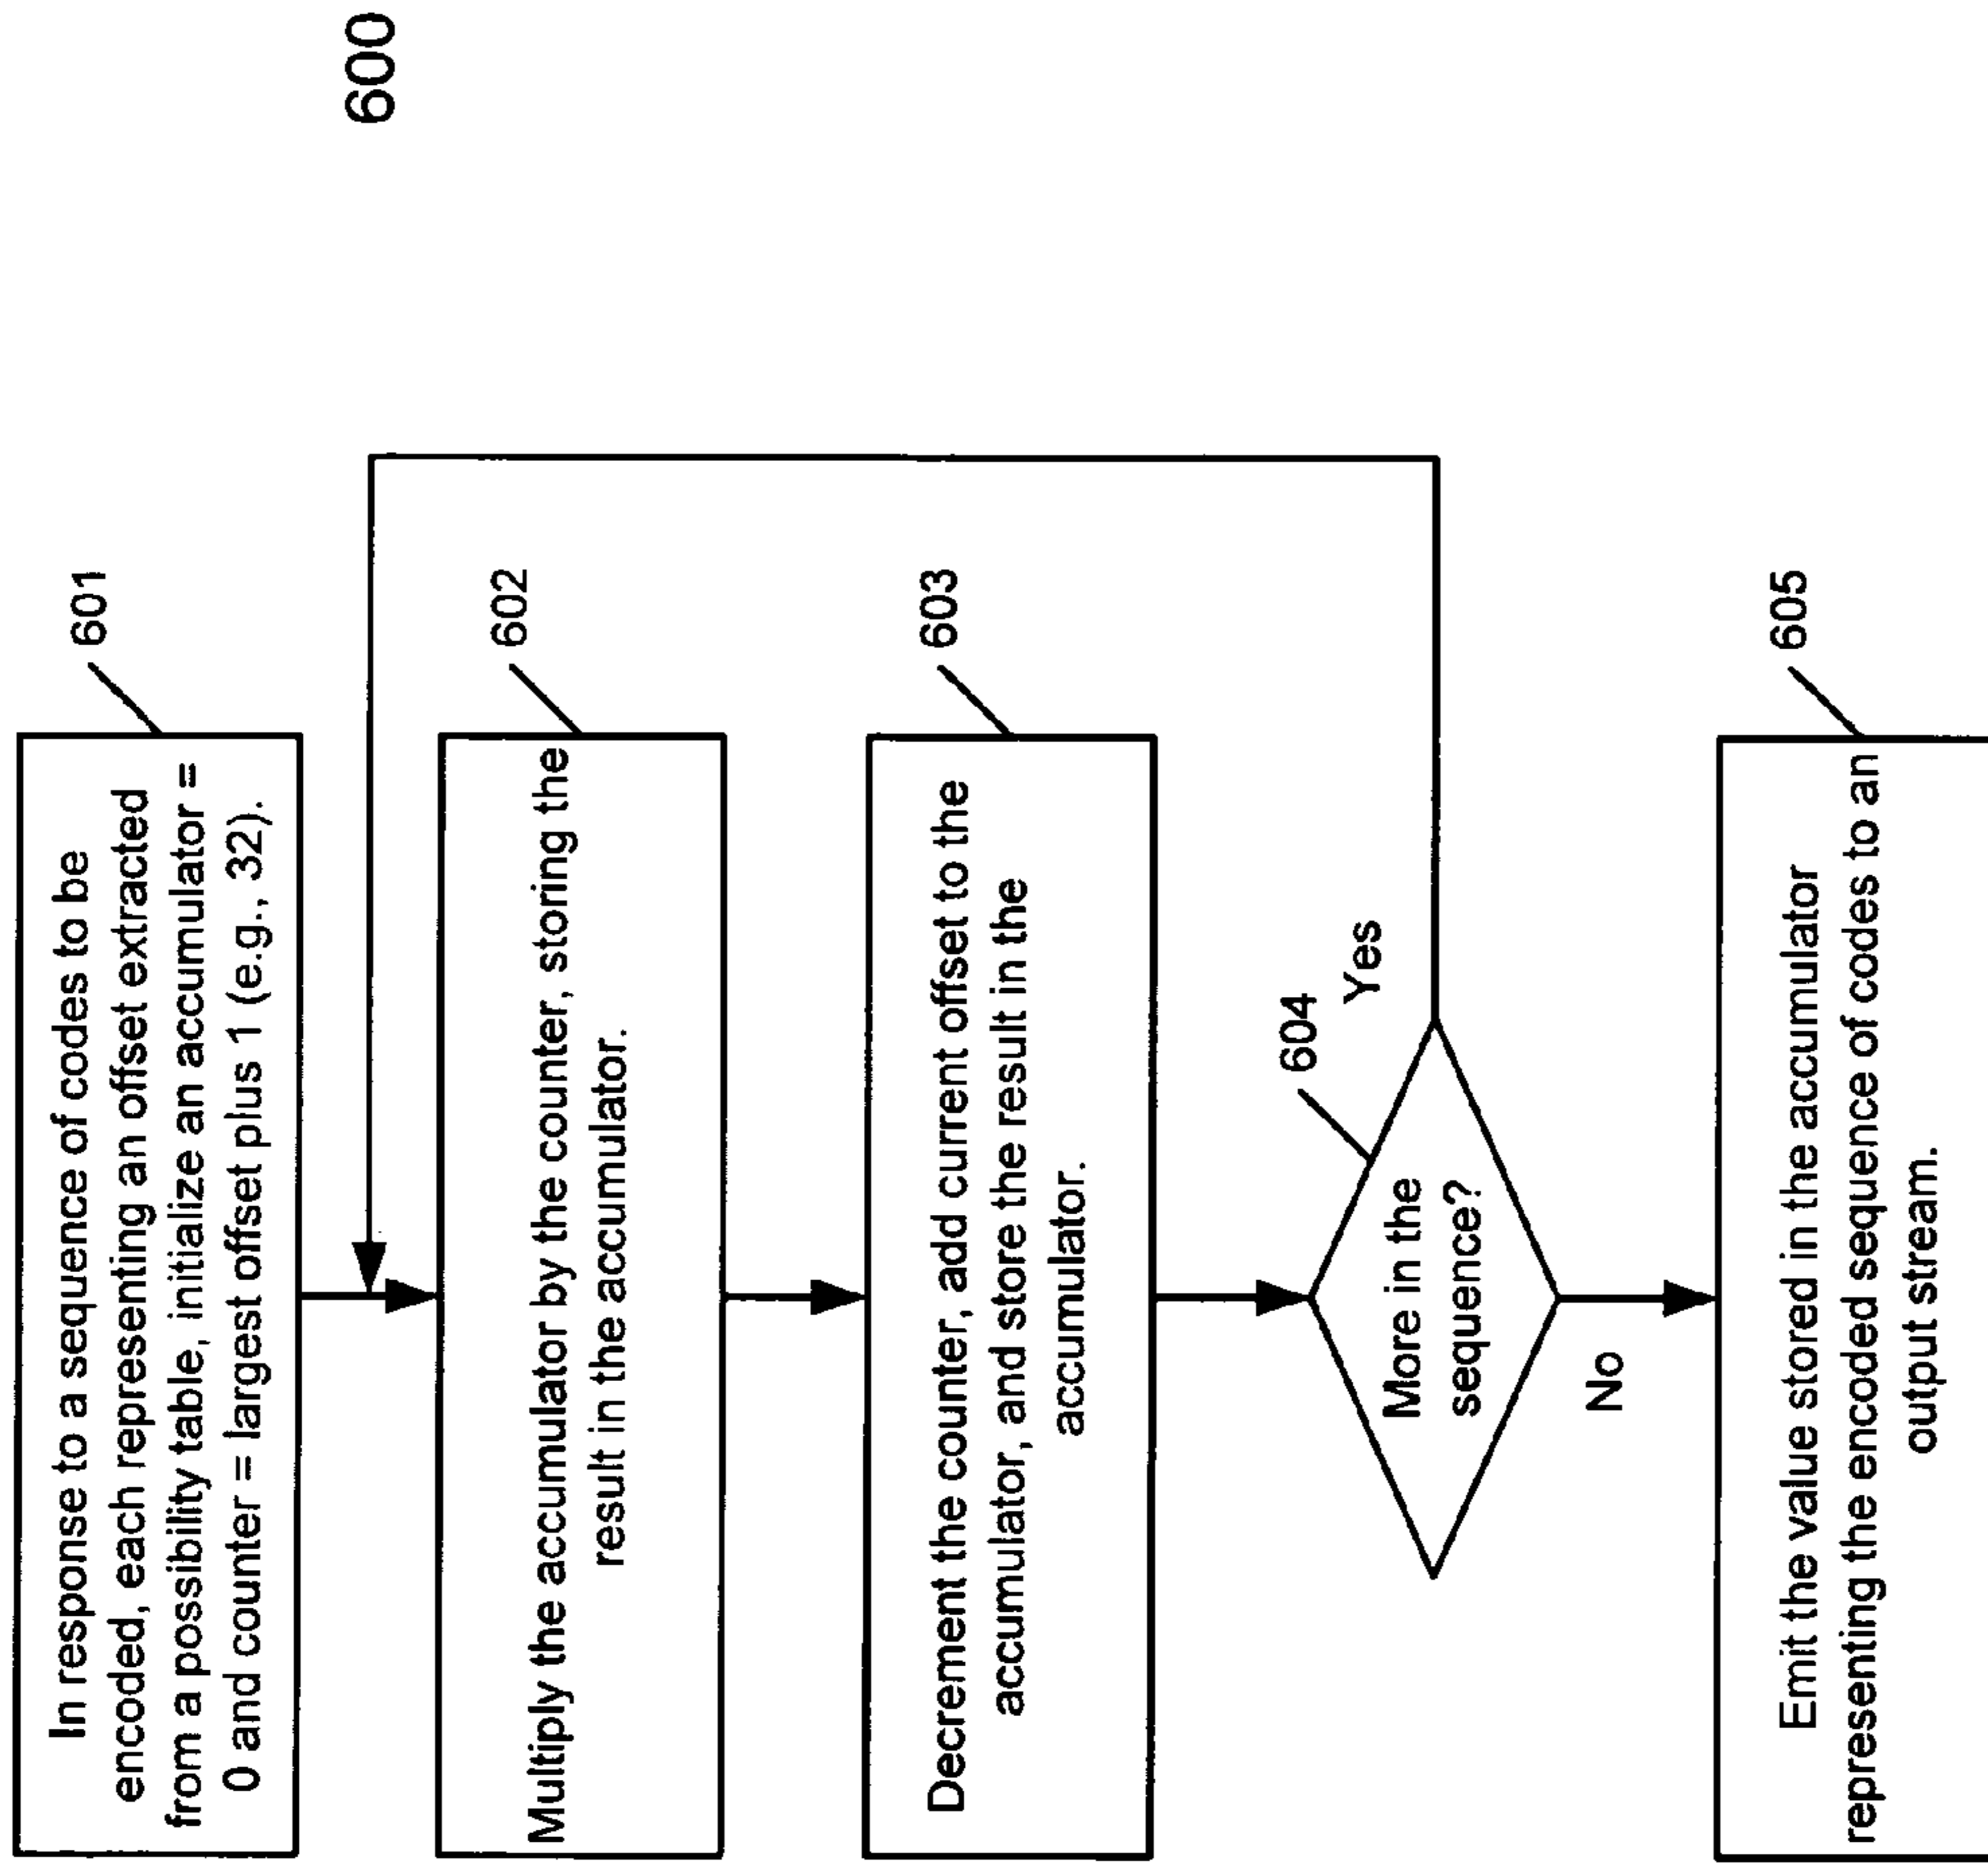 600
601
In response to a sequence of codes to be
encoded, each representing an offset extracted
from a possibility table, initialize an accumulator =
0 and counter = largest offset plus 1 (e.g., 32).
602
Multiply the accumulator by the counter, storing the
result in the accumulator.
603
Decrement the counter, add current offset to the
accumulator, and store the result in the
accumulator.
604
More in the
sequence?
Yes
No
605
Emit the value stored in the accumulator
representing the encoded sequence of codes to an
output stream.